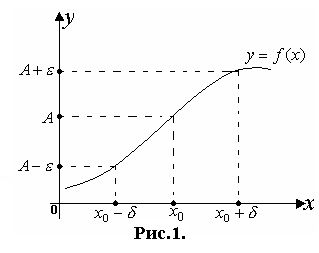 y
y = f(x)
A + ε
A
A − ε
0
x₀ − δ x₀ x₀ + δ x
Рис.1.